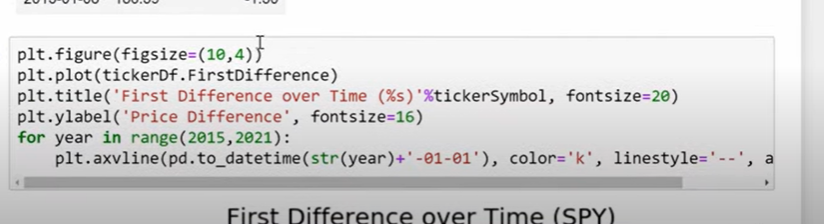 plt.figure(figsize=(10,4))
plt.plot(tickerDf.FirstDifference)
plt.title('First Difference over Time (%s)'%tickerSymbol, fontsize=20)
plt.ylabel('Price Difference', fontsize=16)
for year in range(2015,2021):
    plt.axvline(pd.to_datetime(str(year)+'-01-01'), color='k', linestyle='--', a
First Difference over Time (SPY)